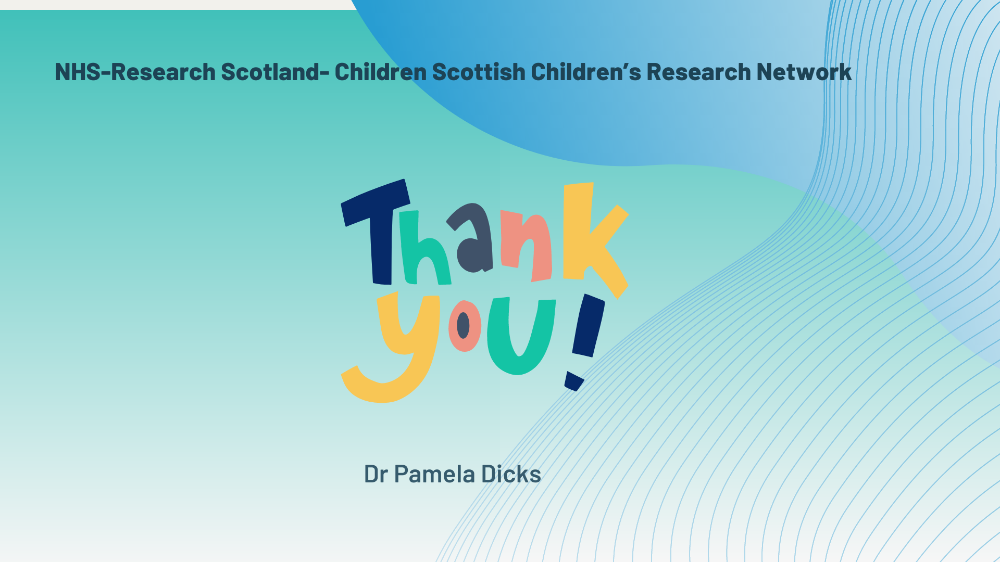 NHS-Research Scotland- Children Scottish Children’s Research Network
Thank
you!
Dr Pamela Dicks